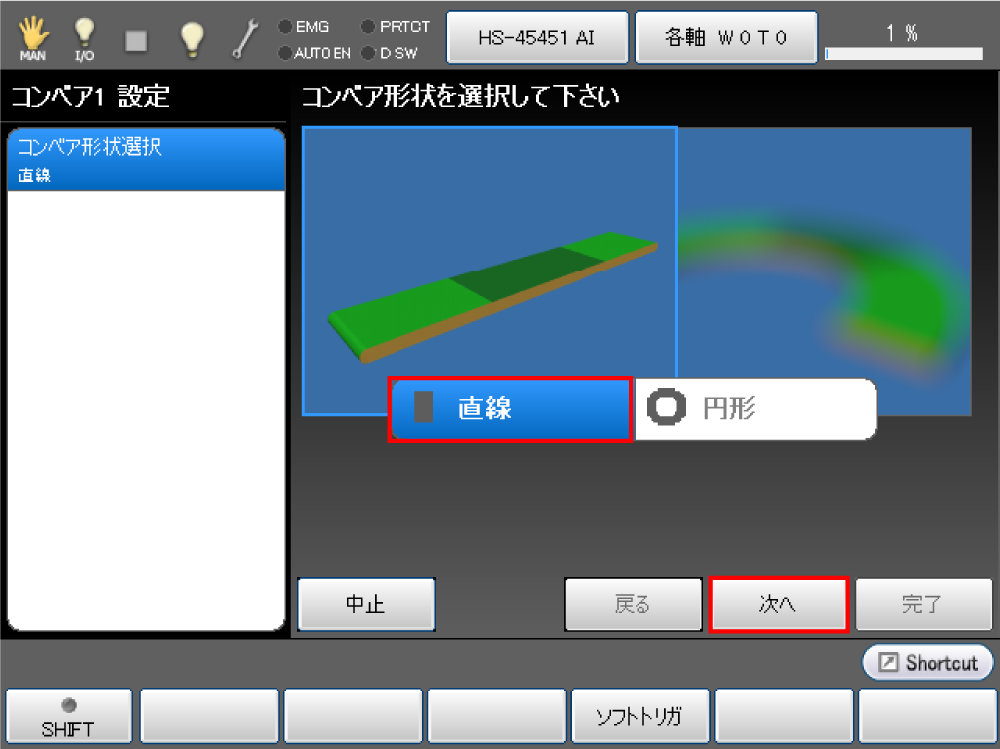 MAN
I/O
EMG
PRTCT
AUTO EN
D SW
HS-45451 AI
各軸 W0T0
1 %
コンベア1 設定
コンベア形状を選択して下さい
コンベア形状選択
直線
直線
円形
中止
戻る
次へ
完了
Shortcut
SHIFT
ソフトトリガ